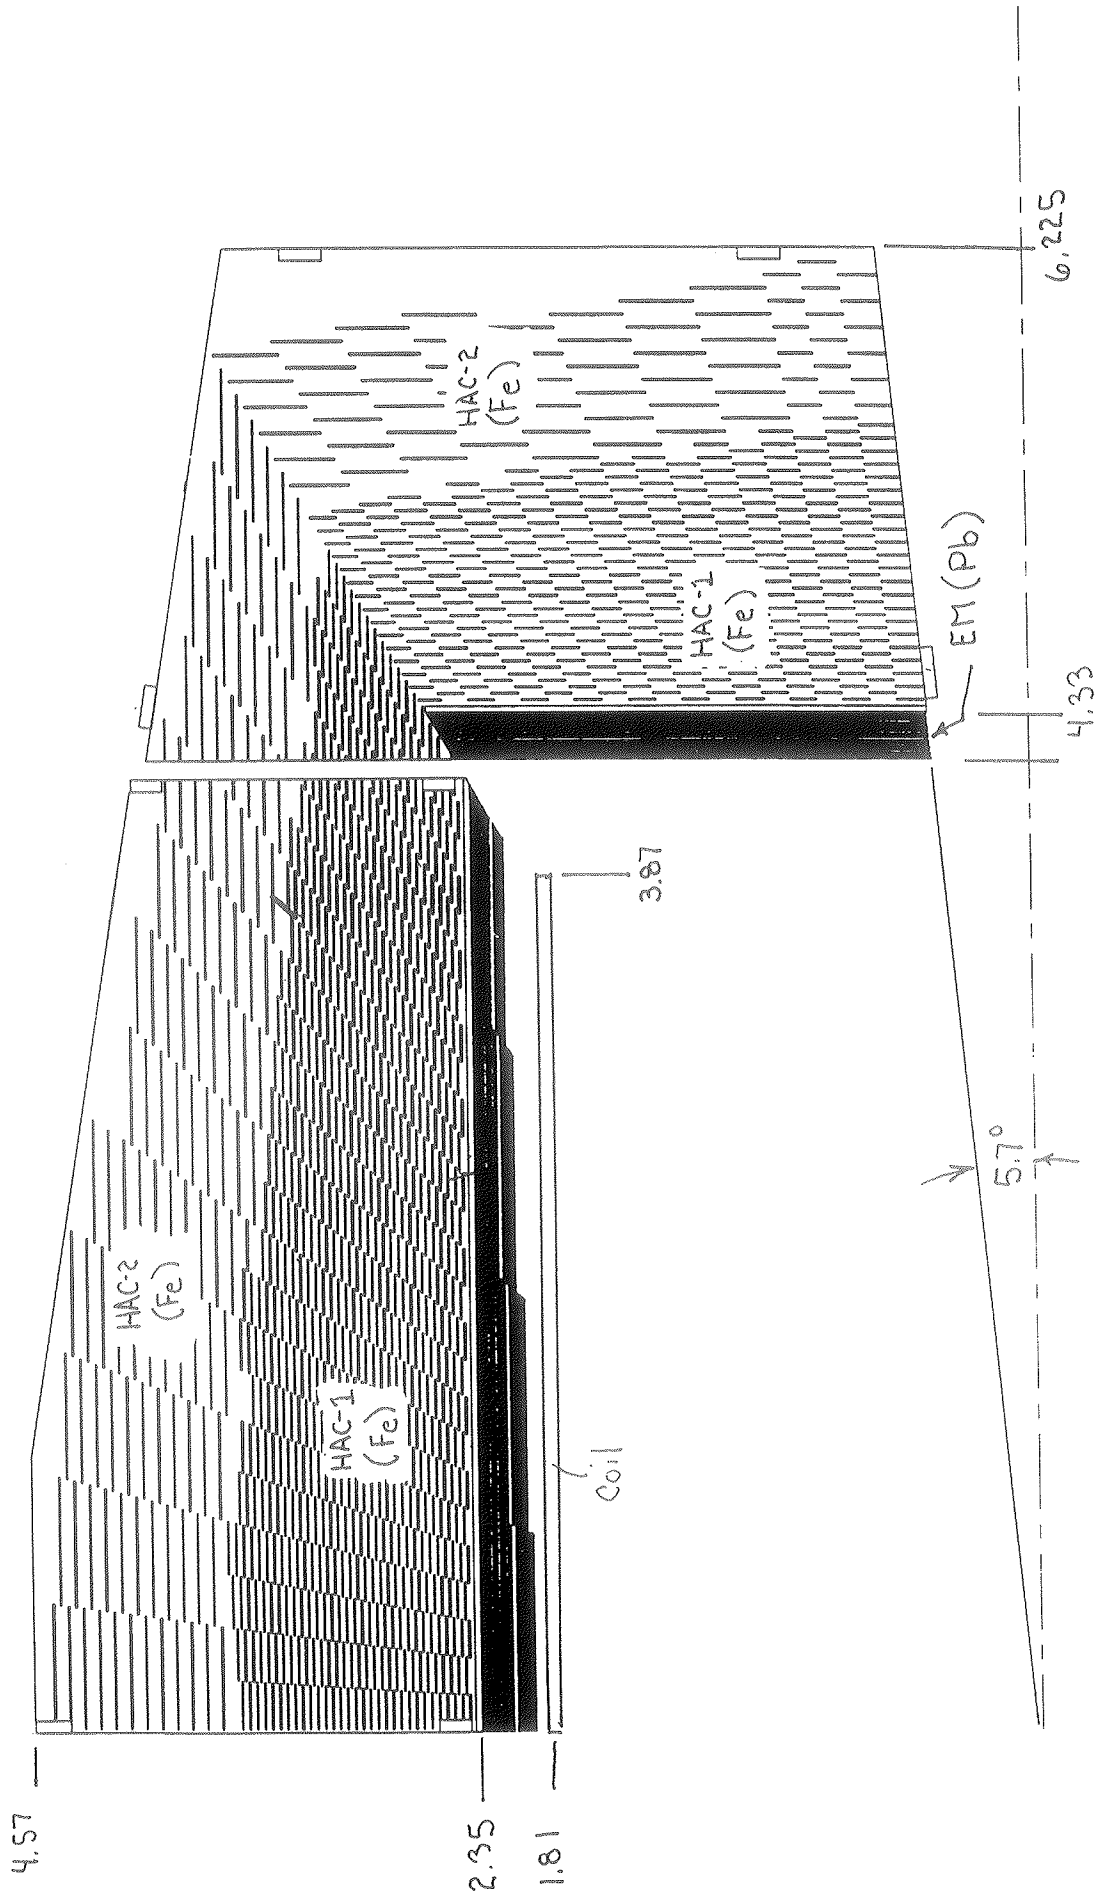 4.57
2.35
1.81
HAC-2
(Fe)
HAC-1
(Fe)
Coil
3.87
5.7°
HAC-2
(Fe)
HAC-1
(Fe)
EM (Pb)
4.33
6.225